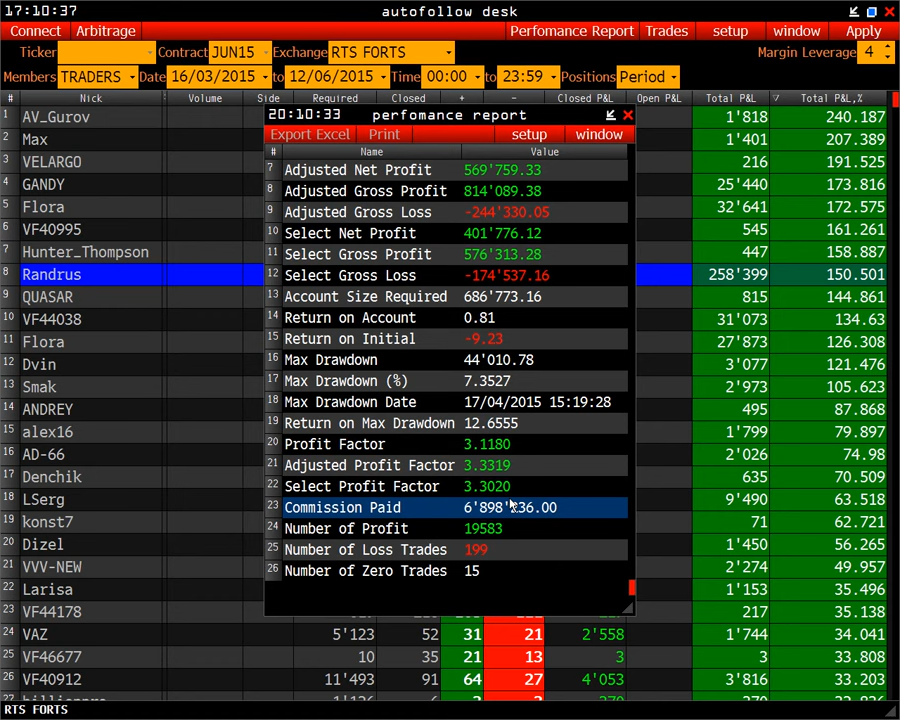 17:10:37 autofollow desk
Connect Arbitrage Perfomance Report Trades setup window Apply
Ticker Contract JUN15 Exchange RTS FORTS Margin Leverage 4
Members TRADERS Date 16/03/2015 to 12/06/2015 Time 00:00 to 23:59 Positions Period
# Nick Volume Side Required Closed + - Closed P&L Open P&L Total P&L Total P&L,%
1 AV_Gurov 1'818 240.187
2 Max 1'401 207.389
3 VELARGO 216 191.525
4 GANDY 25'440 173.816
5 Flora 32'641 172.575
6 VF40995 545 161.261
7 Hunter_Thompson 447 158.887
8 Randrus 258'399 150.501
9 QUASAR 815 144.861
10 VF44038 31'073 134.63
11 Flora 27'873 126.308
12 Dvin 3'077 121.476
13 Smak 2'973 105.623
14 ANDREY 495 87.868
15 alex16 1'799 79.897
16 AD-66 2'026 74.98
17 Denchik 635 70.509
18 LSerg 9'490 63.518
19 konst7 71 62.721
20 Dizel 1'450 56.265
21 VVV-NEW 2'374 49.957
22 Larisa 1'153 35.496
23 VF44178 217 35.138
24 VAZ 5'123 52 31 21 2'558 1'744 34.041
25 VF46677 10 35 21 13 3 3 33.808
26 VF40912 11'493 91 64 27 4'053 3'816 33.203
27
RTS FORTS
20:10:33 perfomance report
Export Excel Print setup window
# Name Value
7 Adjusted Net Profit 569'759.33
8 Adjusted Gross Profit 814'089.38
9 Adjusted Gross Loss -244'330.05
10 Select Net Profit 401'776.12
11 Select Gross Profit 576'313.28
12 Select Gross Loss -174'537.16
13 Account Size Required 686'773.16
14 Return on Account 0.81
15 Return on Initial -9.23
16 Max Drawdown 44'010.78
17 Max Drawdown (%) 7.3527
18 Max Drawdown Date 17/04/2015 15:19:28
19 Return on Max Drawdown 12.6555
20 Profit Factor 3.1180
21 Adjusted Profit Factor 3.3319
22 Select Profit Factor 3.3020
23 Commission Paid
24 Number of Profit 19583
25 Number of Loss Trades 199
26 Number of Zero Trades 15